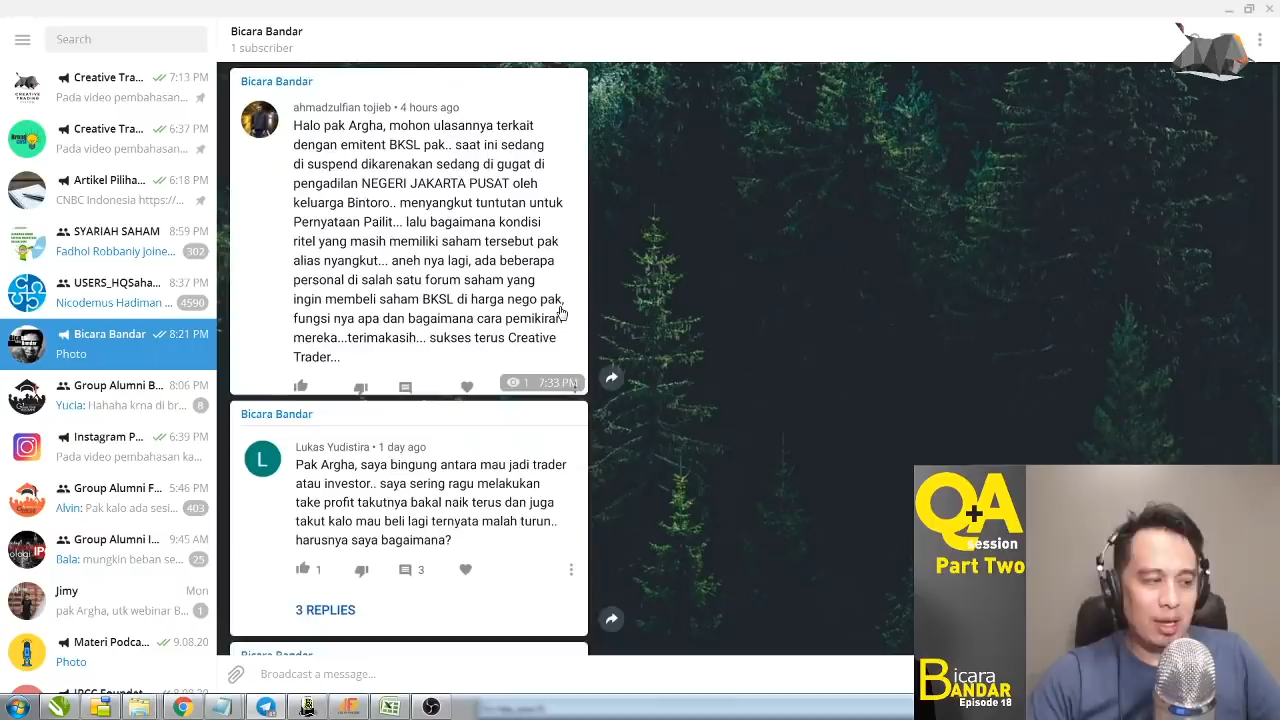 Search
Bicara Bandar
1 subscriber
Creative Tra... 7:13 PM
Pada video pembahasan...
Creative Tra... 6:37 PM
Pada video pembahasan...
Artikel Piliha... 6:18 PM
CNBC Indonesia https://...
SYARIAH SAHAM 8:59 PM
Fadhol Robbaniy joine... 302
USERS_HQSaha... 8:37 PM
Nicodemus Hadiman ... 4590
Bicara Bandar 8:21 PM
Photo
Group Alumni B... 8:06 PM
Yucia: Hahaha krna di br... 8
Instagram P... 6:39 PM
Pada video pembahasan ka...
Group Alumni F... 5:46 PM
Alvin: Pak kalo ada sesi... 403
Group Alumni I... 9:45 AM
Bala: mungkin beban se... 25
Jimy Mon
pak Argha, utk webinar B... 1
Materi Podca... 9.08.20
Photo
Bicara Bandar
ahmadzulfian tojieb • 4 hours ago
Halo pak Argha, mohon ulasannya terkait
dengan emitent BKSL pak.. saat ini sedang
di suspend dikarenakan sedang di gugat di
pengadilan NEGERI JAKARTA PUSAT oleh
keluarga Bintoro.. menyangkut tuntutan untuk
Pernyataan Pailit... lalu bagaimana kondisi
ritel yang masih memiliki saham tersebut pak
alias nyangkut... aneh nya lagi, ada beberapa
personal di salah satu forum saham yang
ingin membeli saham BKSL di harga nego pak,
fungsi nya apa dan bagaimana cara pemikiran
mereka...terimakasih... sukses terus Creative
Trader...
1 7:33 PM
Bicara Bandar
L
Lukas Yudistira • 1 day ago
Pak Argha, saya bingung antara mau jadi trader
atau investor.. saya sering ragu melakukan
take profit takutnya bakal naik terus dan juga
takut kalo mau beli lagi ternyata malah turun..
harusnya saya bagaimana?
1 3
3 REPLIES
Bicara Bandar
Broadcast a message...
Q+A
session
Part Two
Bicara
BANDAR
Episode 18